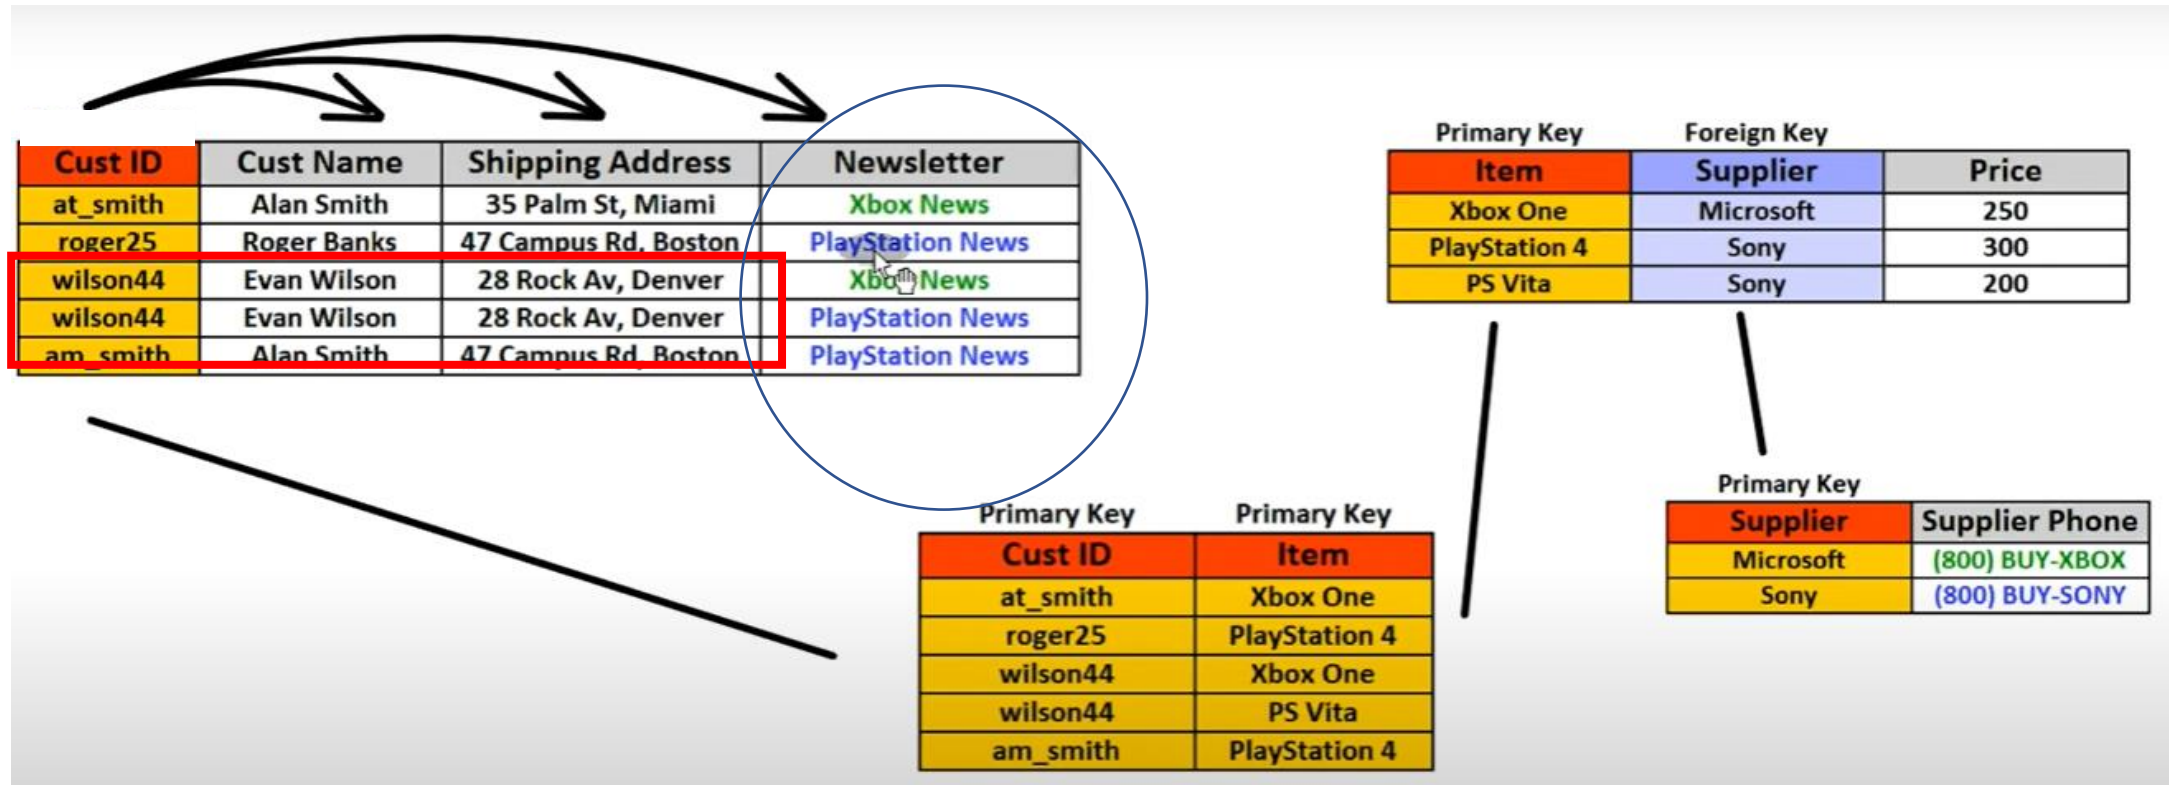 Cust ID Cust Name Shipping Address Newsletter
at_smith Alan Smith 35 Palm St, Miami Xbox News
roger25 Roger Banks 47 Campus Rd, Boston PlayStation News
wilson44 Evan Wilson 28 Rock Av, Denver Xbox News
wilson44 Evan Wilson 28 Rock Av, Denver PlayStation News
am_smith Alan Smith 47 Campus Rd, Boston PlayStation News
Primary Key Foreign Key
Item Supplier Price
Xbox One Microsoft 250
PlayStation 4 Sony 300
PS Vita Sony 200
Primary Key
Supplier Supplier Phone
Microsoft (800) BUY-XBOX
Sony (800) BUY-SONY
Primary Key Primary Key
Cust ID Item
at_smith Xbox One
roger25 PlayStation 4
wilson44 Xbox One
wilson44 PS Vita
am_smith PlayStation 4